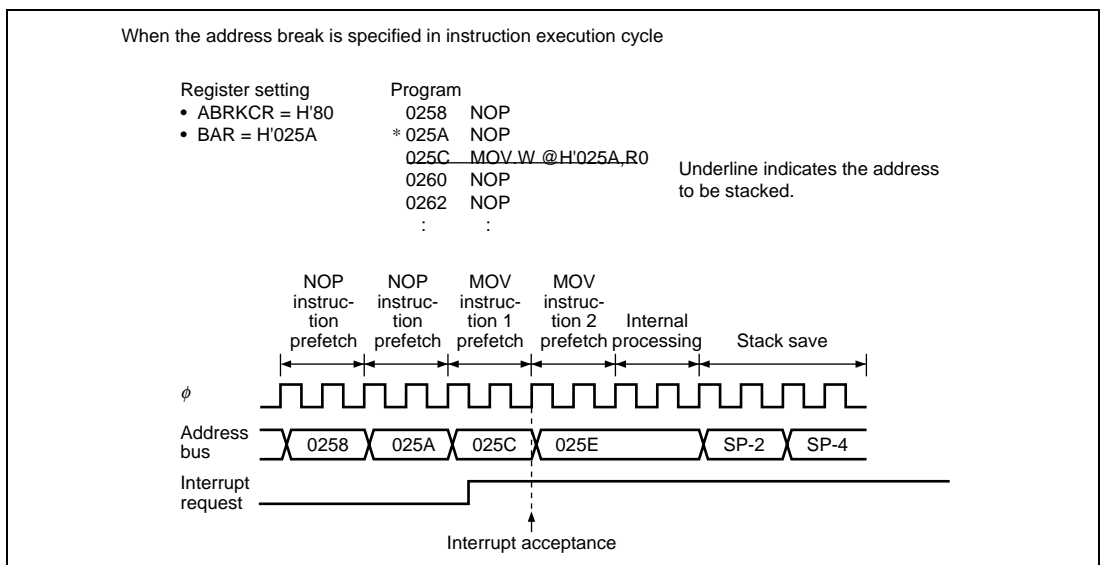 When the address break is specified in instruction execution cycle
Register setting
• ABRKCR = H'80
• BAR = H'025A
Program
0258 NOP
* 025A NOP
025C MOV.W @H'025A,R0
0260 NOP
0262 NOP
: :
Underline indicates the address
to be stacked.
NOP
instruc-
tion
prefetch
NOP
instruc-
tion
prefetch
MOV
instruc-
tion 1
prefetch
MOV
instruc-
tion 2
prefetch
Internal
processing
Stack save
φ
Address
bus
0258 025A 025C 025E SP-2 SP-4
Interrupt
request
Interrupt acceptance